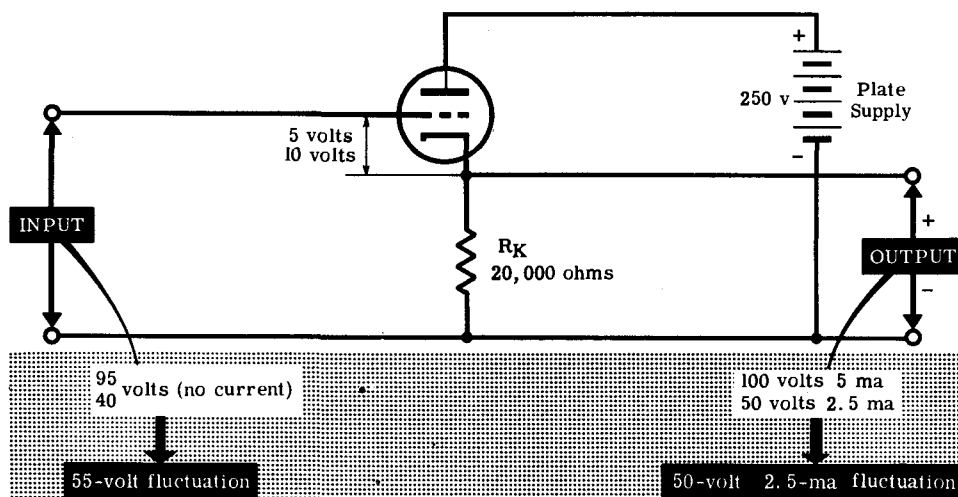 +
250 v
Plate
Supply
-
5 volts
10 volts
INPUT
RK
20,000 ohms
+
OUTPUT
-
95
40 volts (no current)
100 volts 5 ma
50 volts 2.5 ma
55-volt fluctuation
50-volt 2.5-ma fluctuation